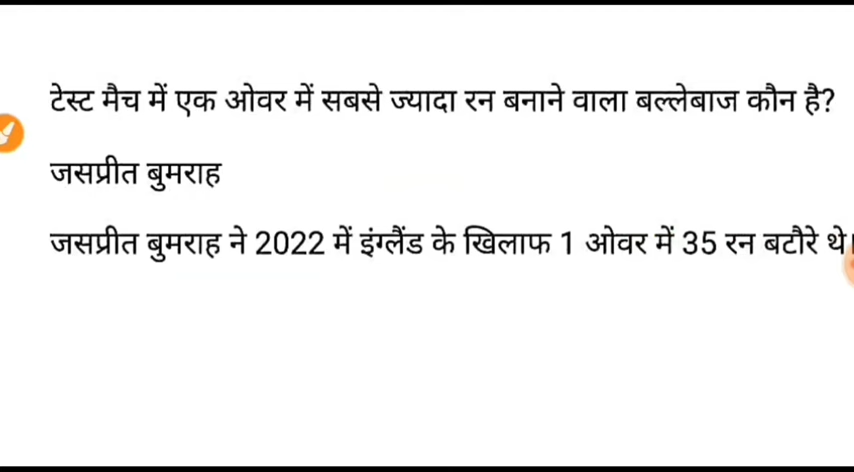 टेस्ट मैच में एक ओवर में सबसे ज्यादा रन बनाने वाला बल्लेबाज कौन है?
जसप्रीत बुमराह
जसप्रीत बुमराह ने 2022 में इंग्लैंड के खिलाफ 1 ओवर में 35 रन बटौरे थे।